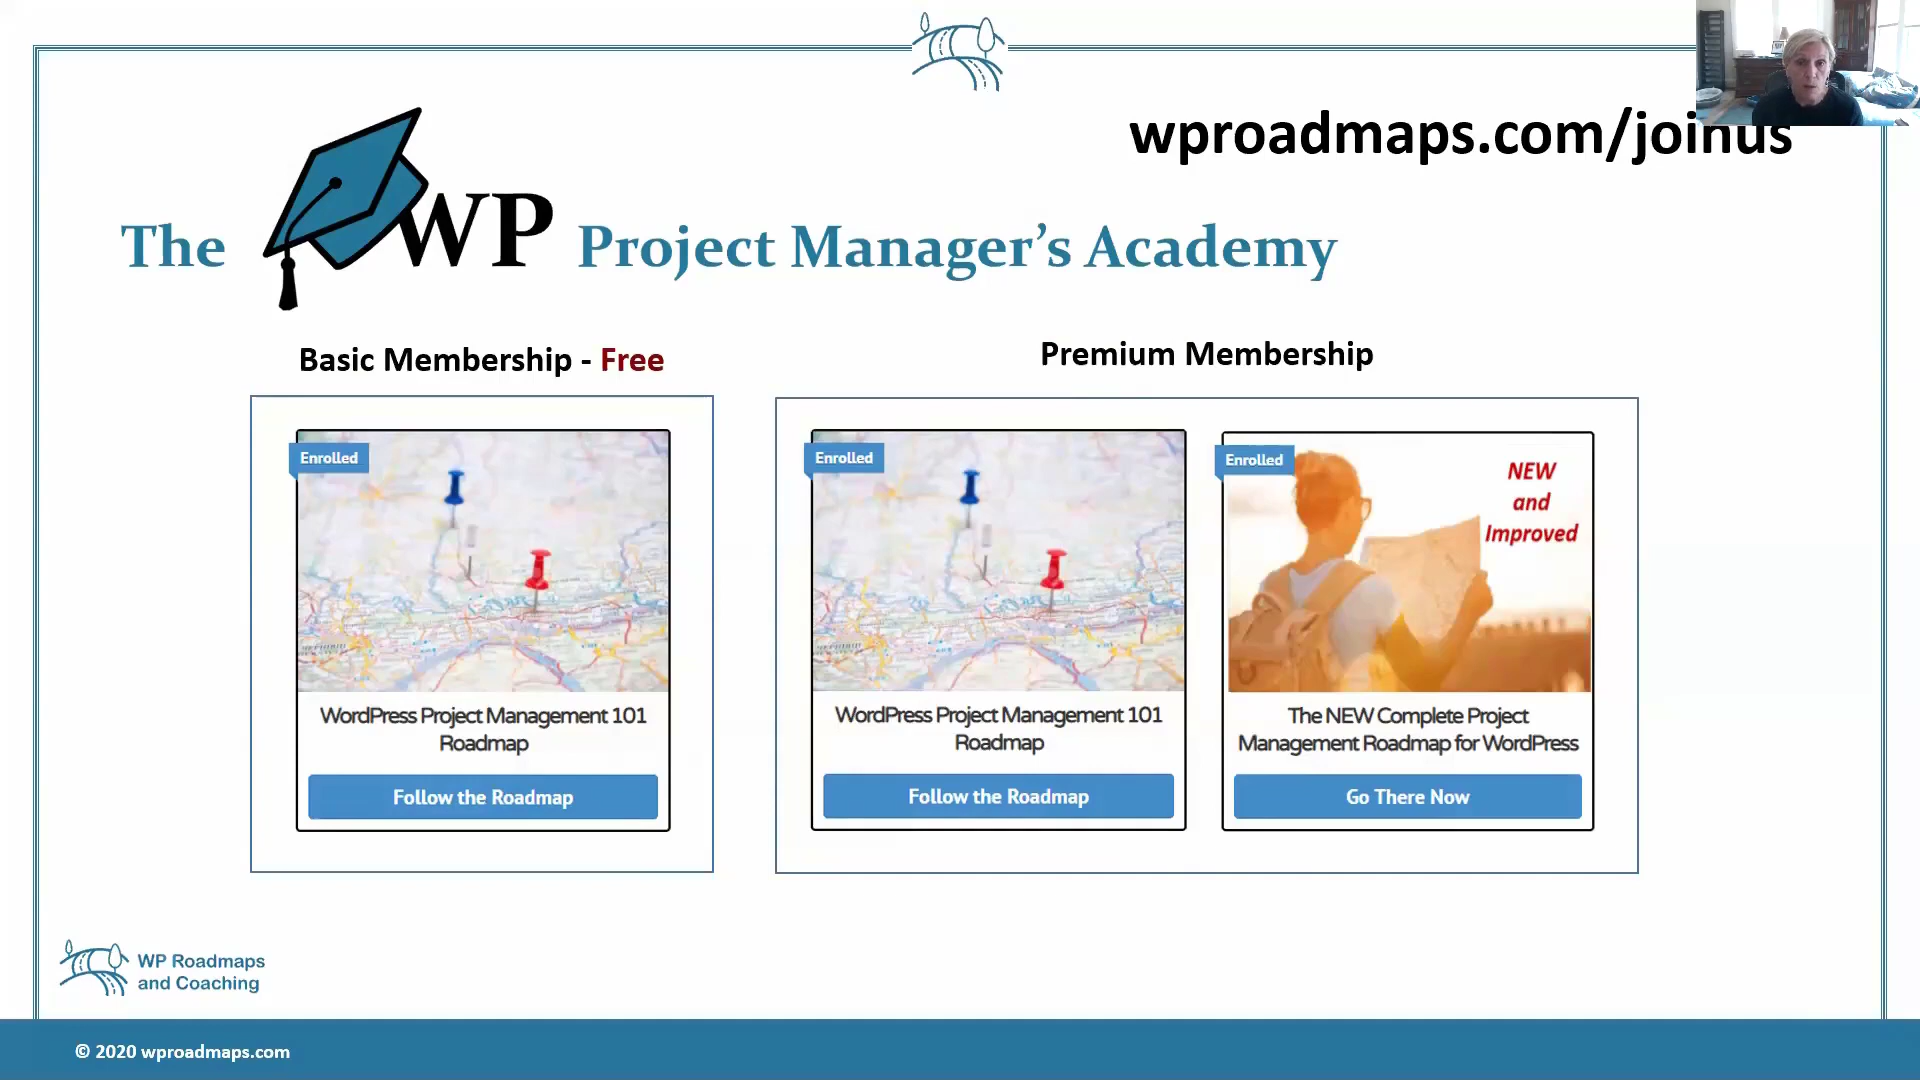 wproadmaps.com/joinus
The WP Project Manager's Academy
Basic Membership - Free
Enrolled
WordPress Project Management 101
Roadmap
Follow the Roadmap
Premium Membership
Enrolled
WordPress Project Management 101
Roadmap
Follow the Roadmap
Enrolled
NEW
and
Improved
The NEW Complete Project
Management Roadmap for WordPress
Go There Now
WP Roadmaps
and Coaching
© 2020 wproadmaps.com